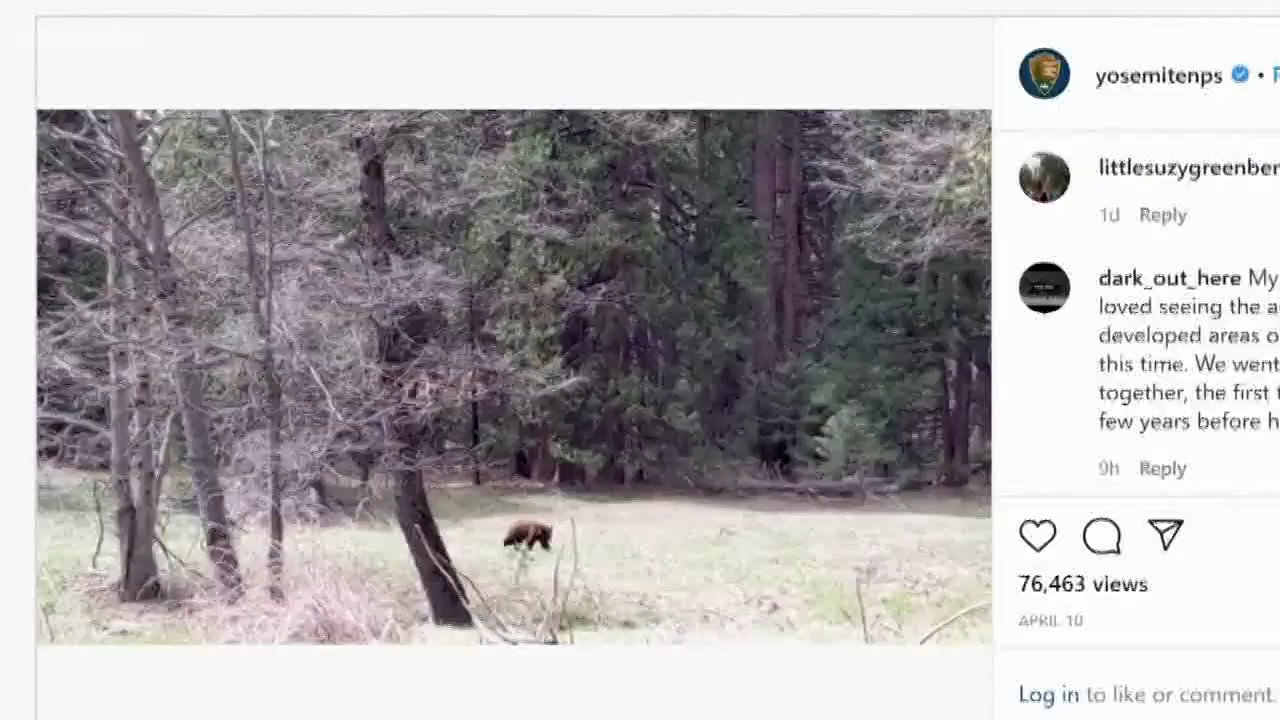 yosemitenps •
littlesuzygreenber
1d Reply
dark_out_here My
loved seeing the a
developed areas o
this time. We went
together, the first t
few years before h
9h Reply
76,463 views
APRIL 10
Log in to like or comment.